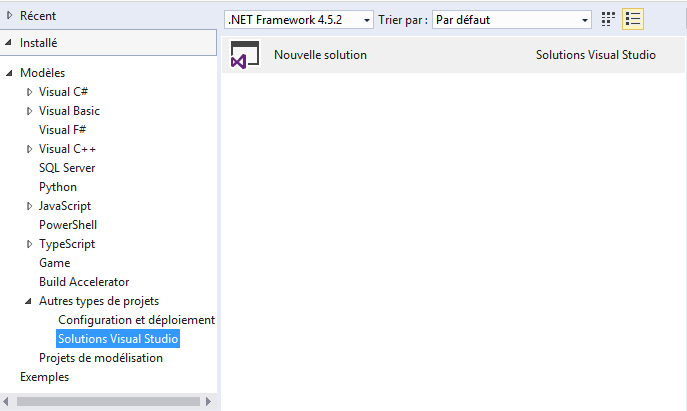 Récent
Installé
Modèles
Visual C#
Visual Basic
Visual F#
Visual C++
SQL Server
Python
JavaScript
PowerShell
TypeScript
Game
Build Accelerator
Autres types de projets
Configuration et déploiement
Solutions Visual Studio
Projets de modélisation
Exemples
.NET Framework 4.5.2 Trier par : Par défaut
Nouvelle solution Solutions Visual Studio